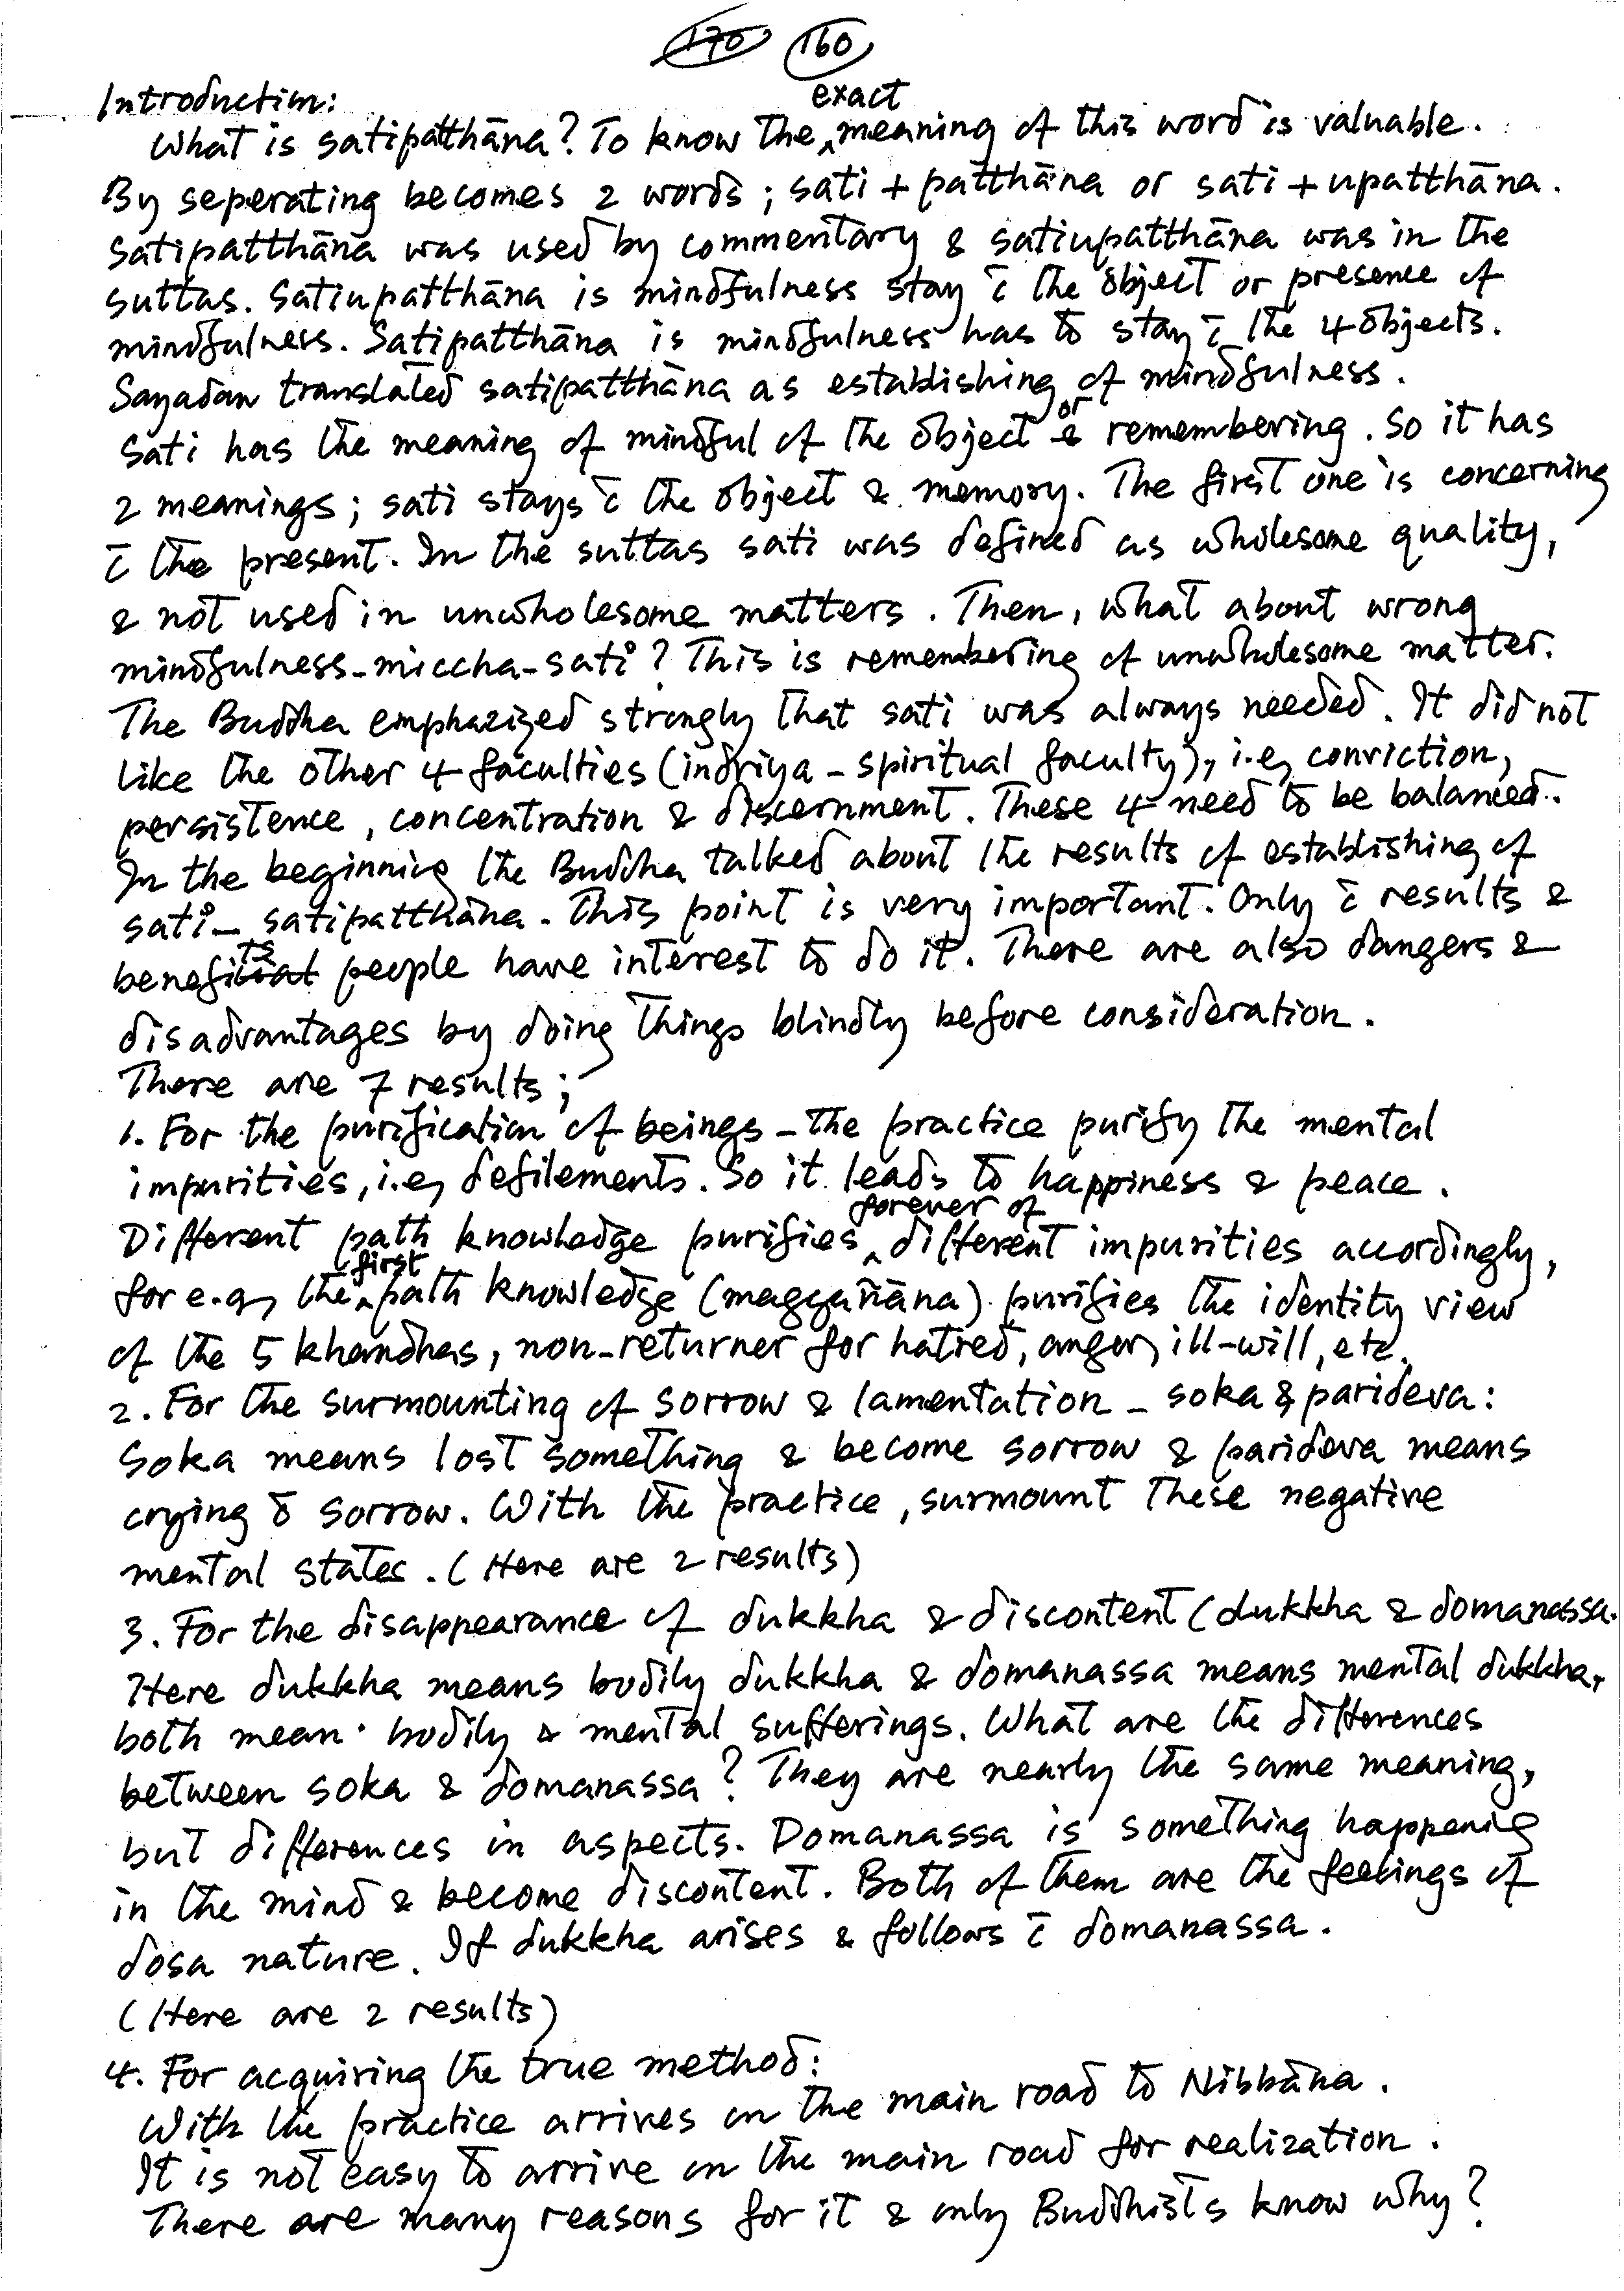 170 160
Introduction:
What is satipatthāna? To know the exact meaning of this word is valuable.
By seperating becomes 2 words; sati + patthāna or sati + upatthāna.
Satipatthāna was used by commentary & satiupatthāna was in the
suttas. Satiupatthāna is mindfulness stay c̄ the object or presence of
mindfulness. Satipatthāna is mindfulness has to stay c̄ the 4 objects.
Sayadaw translated satipatthāna as establishing of mindfulness.
Sati has the meaning of mindful of the object or remembering. So it has
2 meanings; sati stays c̄ the object & memory. The first one is concerning
c̄ the present. In the suttas sati was defined as wholesome quality,
& not used in unwholesome matters. Then, what about wrong
mindfulness-miccha-sati? This is remembering of unwholesome matter.
The Buddha emphazized strongly that sati was always needed. It did not
like the other 4 faculties (indriya - spiritual faculty), i.e, conviction,
persistence, concentration & discernment. These 4 need to be balanced.
In the beginning the Buddha talked about the results of establishing of
sati - satipatthāna. This point is very important. Only c̄ results &
benefits people have interest to do it. There are also dangers &
disadvantages by doing things blindly before consideration.
There are 7 results;
1. For the purification of beings - the practice purify the mental
impurities, i.e, defilements. So it leads to happiness & peace.
Different path knowledge purifies forever of different impurities accordingly,
for e.g, the first path knowledge (maggañāna) purifies the identity view
of the 5 khandhas, non-returner for hatred, anger, ill-will, etc.
2. For the surmounting of sorrow & lamentation - soka & parideva:
Soka means lost something & become sorrow & parideva means
crying c̄ sorrow. With the practice, surmount these negative
mental states. (Here are 2 results)
3. For the disappearance of dukkha & discontent (dukkha & domanassa.
Here dukkha means bodily dukkha & domanassa means mental dukkha,
both mean bodily & mental sufferings. What are the differences
between soka & domanassa? They are nearly the same meaning,
but differences in aspects. Domanassa is something happening
in the mind & become discontent. Both of them are the feelings of
dosa nature. If dukkha arises & follows c̄ domanassa.
(Here are 2 results)
4. For acquiring the true method:
With the practice arrives on the main road to Nibbāna.
It is not easy to arrive on the main road for realization.
There are many reasons for it & only Buddhists know why?